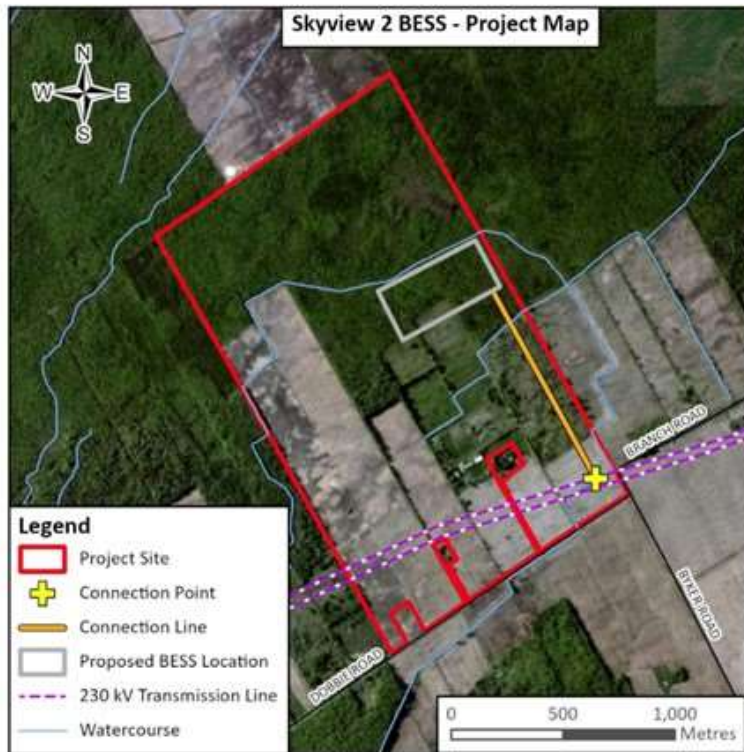 Skyview 2 BESS - Project Map
N
W E
S
BRANCH ROAD
BYKER ROAD
DOBBIE ROAD
Legend
Project Site
Connection Point
Connection Line
Proposed BESS Location
230 kV Transmission Line
Watercourse
0 500 1,000
Metres